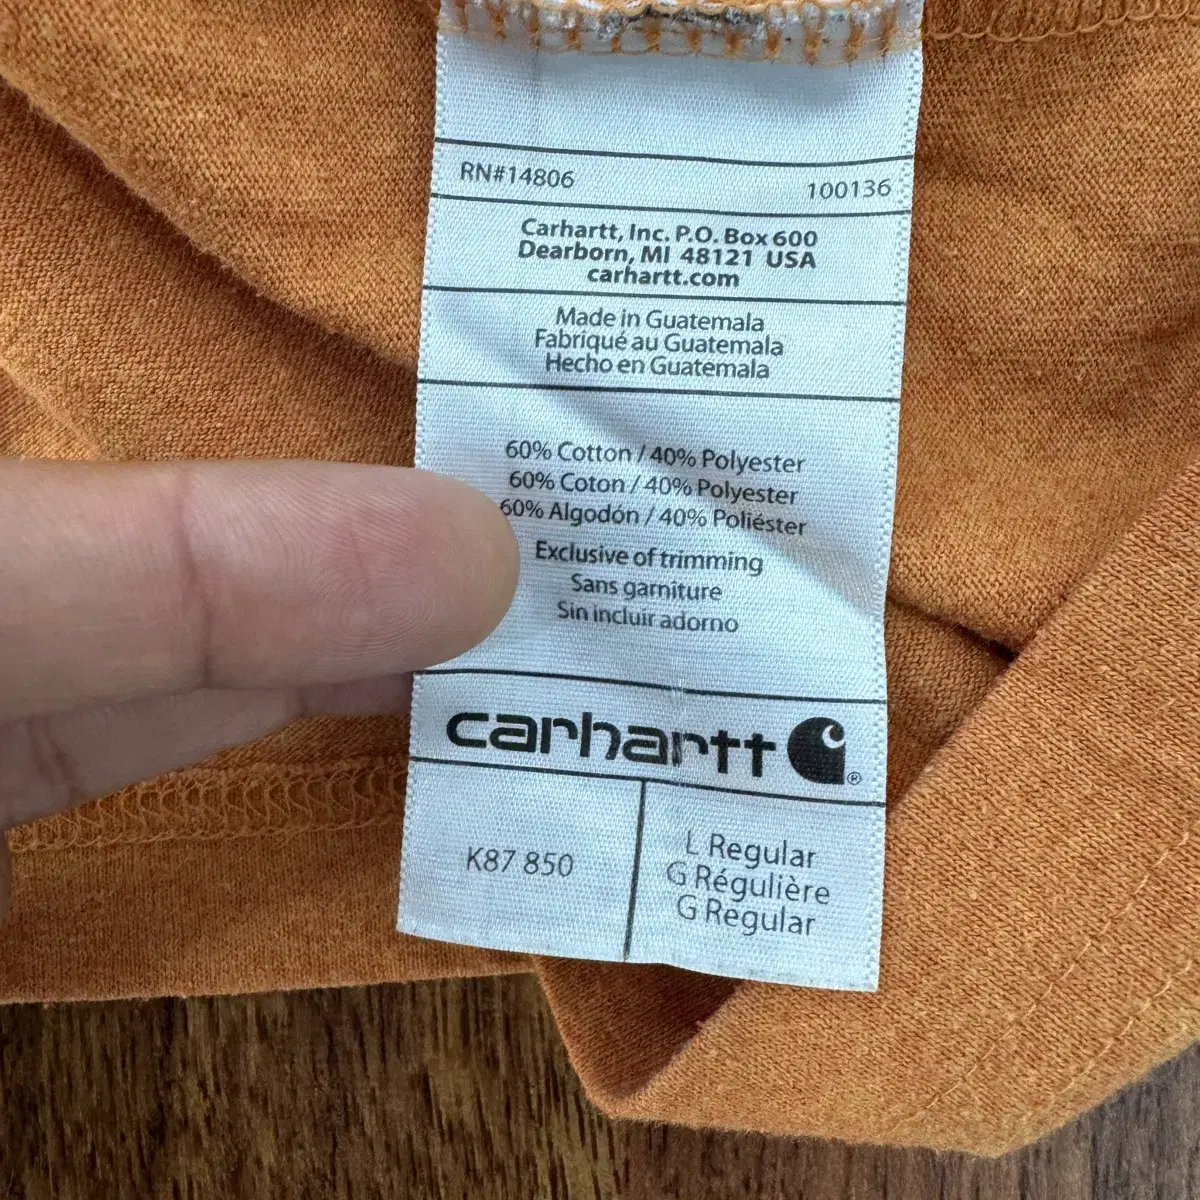 RN#14806 100136
Carhartt, Inc. P.O. Box 600
Dearborn, MI 48121 USA
carhartt.com
Made in Guatemala
Fabriqué au Guatemala
Hecho en Guatemala
60% Cotton / 40% Polyester
60% Coton / 40% Polyester
60% Algodón / 40% Poliéster
Exclusive of trimming
Sans garniture
Sin incluir adorno
carhartt ®
K87 850
L Regular
G Régulière
G Regular